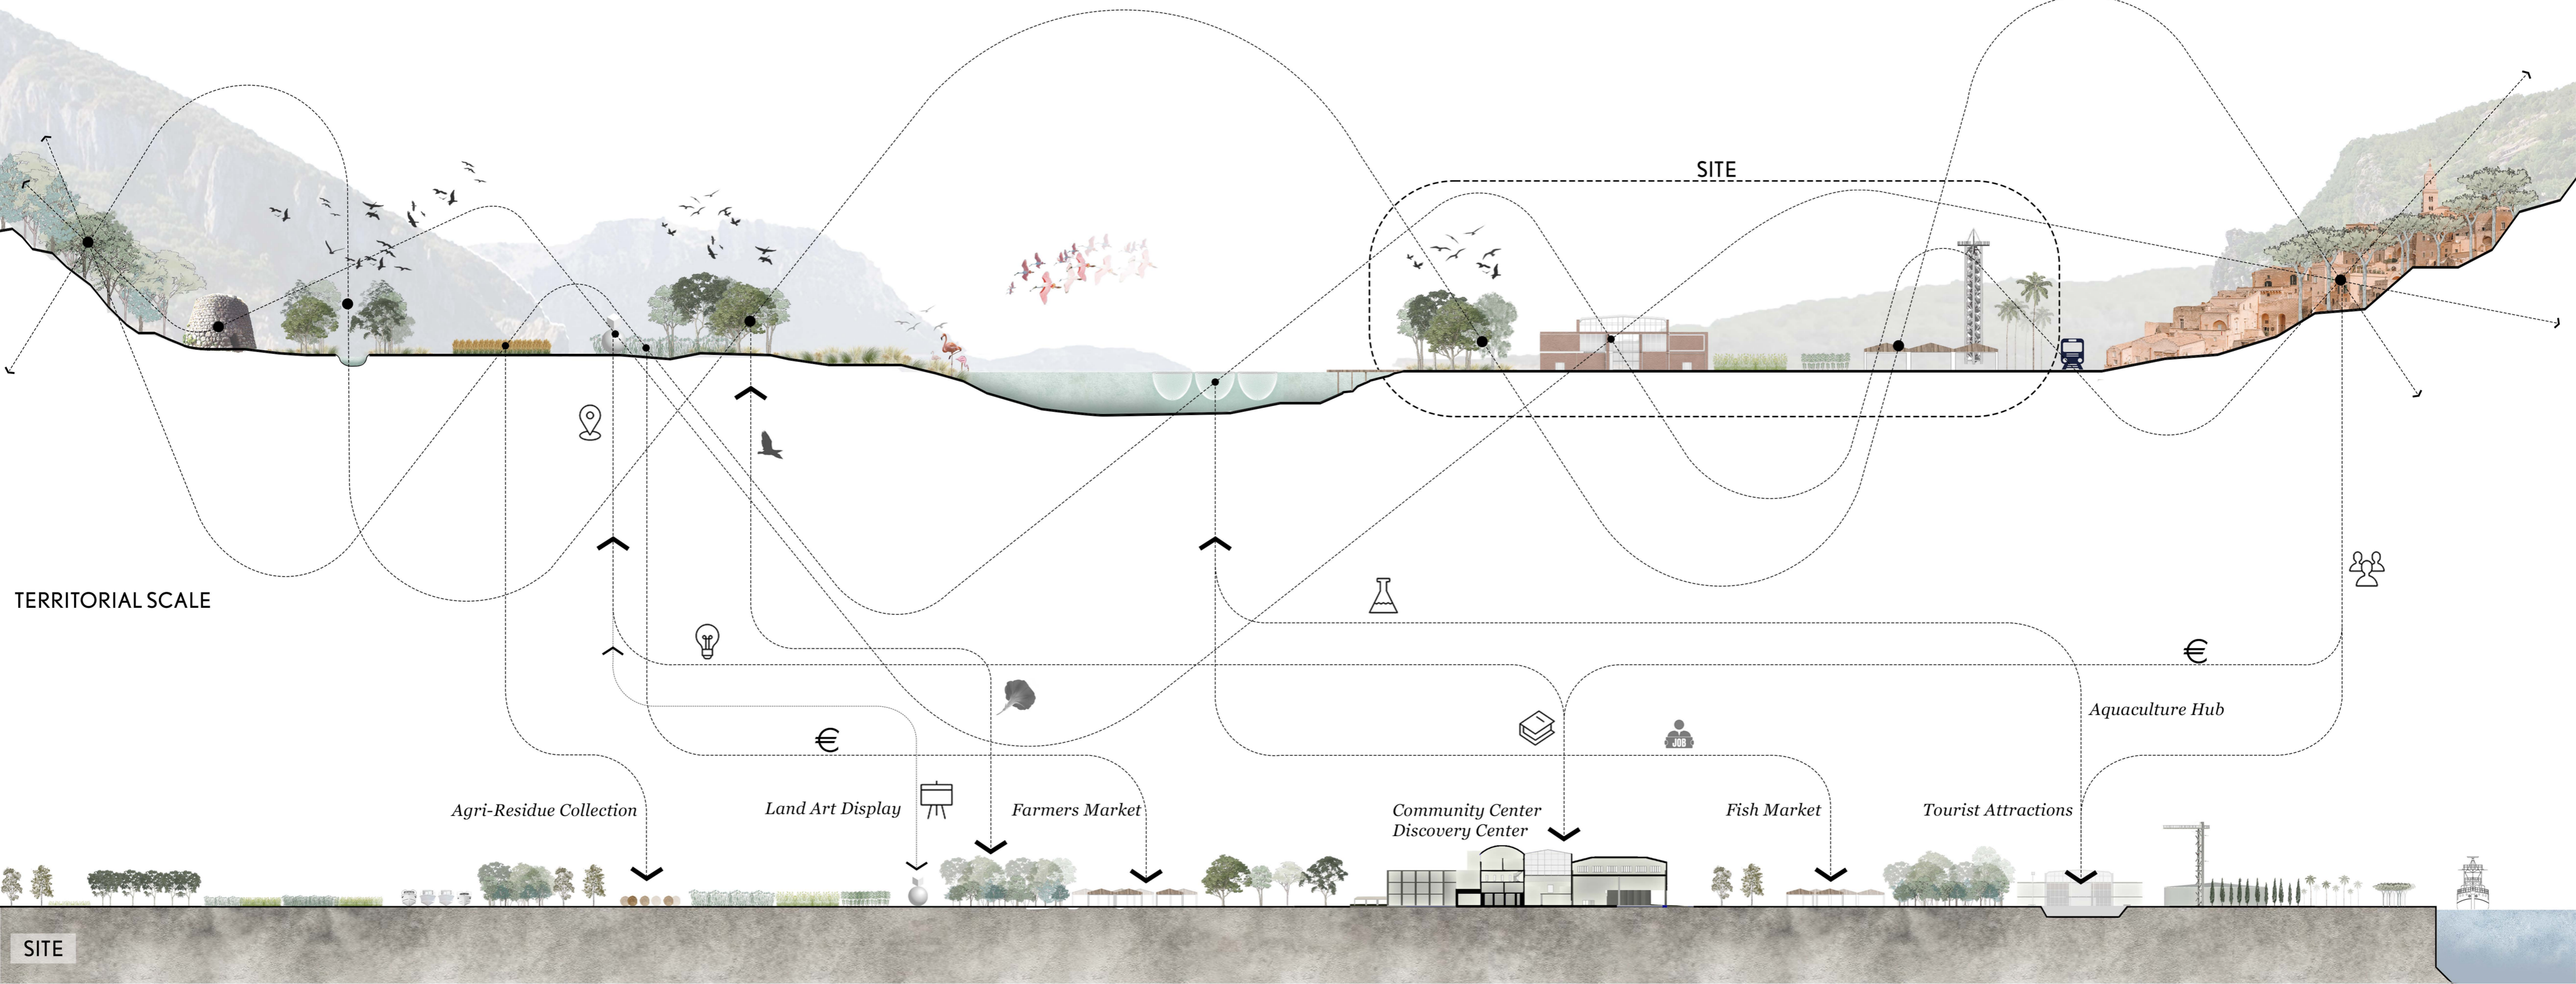 SITE
TERRITORIAL SCALE
€
Aquaculture Hub
€
JOB
Agri-Residue Collection
Land Art Display
Farmers Market
Community Center
Discovery Center
Fish Market
Tourist Attractions
SITE